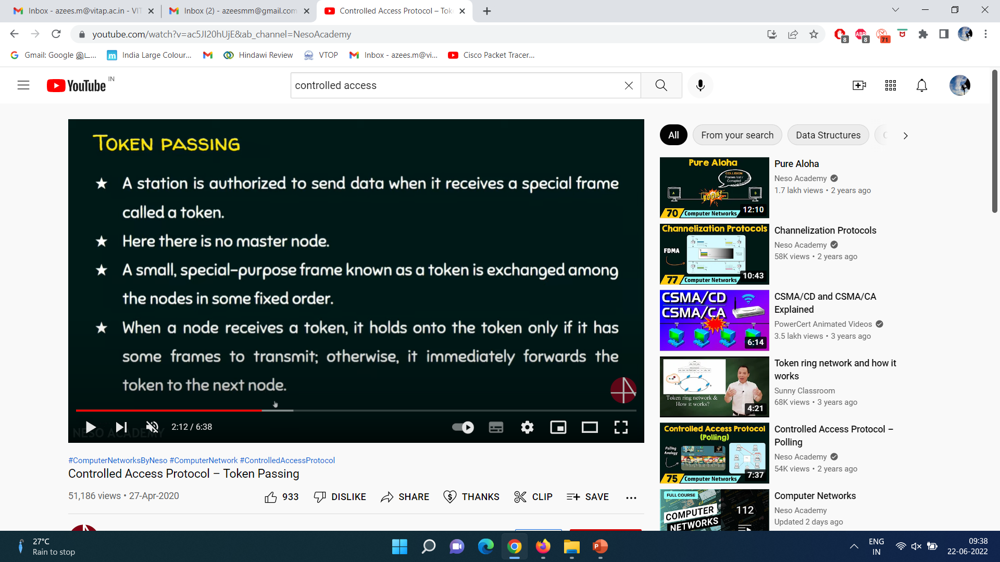 Inbox - azees.m@vitap.ac.in - VIT
Inbox (2) - azeesmm@gmail.com
Controlled Access Protocol – Tok
youtube.com/watch?v=ac5JI20hUjE&ab_channel=NesoAcademy
8
ABP 8
71
Gmail: Google இட...
m India Large Colour...
Hindawi Review
VTOP
Inbox - azees.m@vi...
Cisco Packet Tracer...
YouTube IN
controlled access
TOKEN PASSING
★ A station is authorized to send data when it receives a special frame
called a token.
★ Here there is no master node.
★ A small, special-purpose frame known as a token is exchanged among
the nodes in some fixed order.
★ When a node receives a token, it holds onto the token only if it has
some frames to transmit; otherwise, it immediately forwards the
token to the next node.
NESO ACADEMY
2:12 / 6:38
#ComputerNetworksByNeso #ComputerNetwork #ControlledAccessProtocol
Controlled Access Protocol – Token Passing
51,186 views • 27-Apr-2020
933 DISLIKE SHARE THANKS CLIP SAVE ...
All From your search Data Structures
Pure Aloha
COLLISION
Frames lost /
Corrupted
A
BOOM!
B
70 Computer Networks 12:10
Pure Aloha
Neso Academy
1.7 lakh views • 2 years ago
Channelization Protocols
FDMA
77 Computer Networks 10:43
Channelization Protocols
Neso Academy
58K views • 2 years ago
CSMA/CD
CSMA/CA
6:14
CSMA/CD and CSMA/CA
Explained
PowerCert Animated Videos
3.5 lakh views • 3 years ago
Token ring network &
How it works?
4:21
Token ring network and how it
works
Sunny Classroom
68K views • 3 years ago
Controlled Access Protocol
(Polling)
Polling
Analogy
75 Computer Networks 7:37
Controlled Access Protocol –
Polling
Neso Academy
54K views • 2 years ago
FULL COURSE
COMPUTER
NETWORKS
112
Computer Networks
Neso Academy
Updated 2 days ago
27°C
Rain to stop
ENG
IN
09:38
22-06-2022